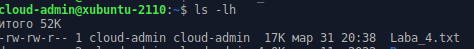 cloud-admin@xubuntu-2110:~$ ls -lh
итого 52K
-rw-rw-r-- 1 cloud-admin cloud-admin 17K мар 31 20:38 Laba_4.txt